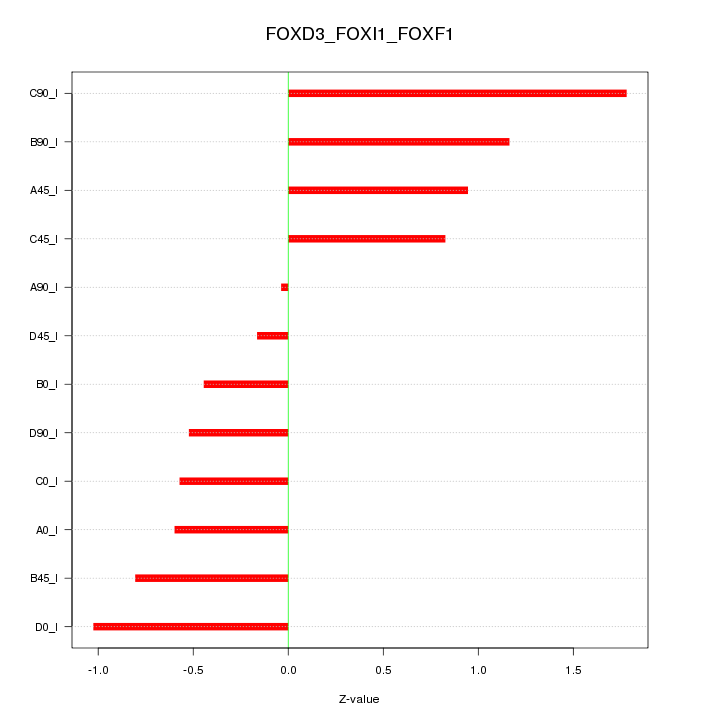 FOXD3_FOXI1_FOXF1
C90_I
B90_I
A45_I
C45_I
A90_I
D45_I
B0_I
D90_I
C0_I
A0_I
B45_I
D0_I
-1.0 -0.5 0.0 0.5 1.0 1.5
Z-value